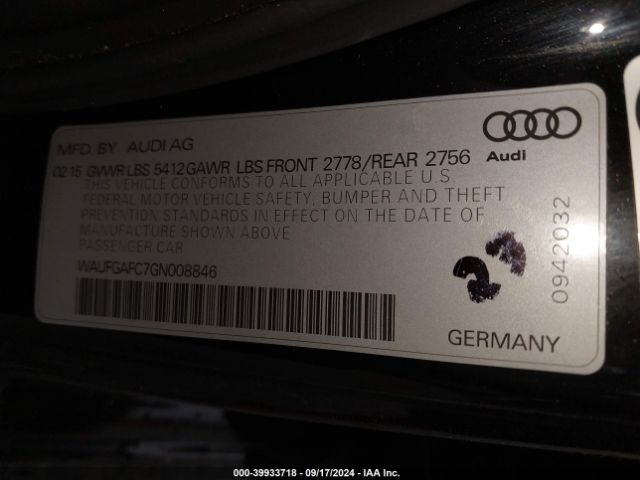 MFD. BY AUDI AG
02 15 GVWR LBS 5412 GAWR LBS FRONT 2778/REAR 2756
THIS VEHICLE CONFORMS TO ALL APPLICABLE U.S.
FEDERAL MOTOR VEHICLE SAFETY, BUMPER AND THEFT
PREVENTION STANDARDS IN EFFECT ON THE DATE OF
MANUFACTURE SHOWN ABOVE
PASSENGER CAR
WAUFGAFC7GN008846
Audi
0942032
GERMANY
000-39933718 - 09/17/2024 - IAA Inc.